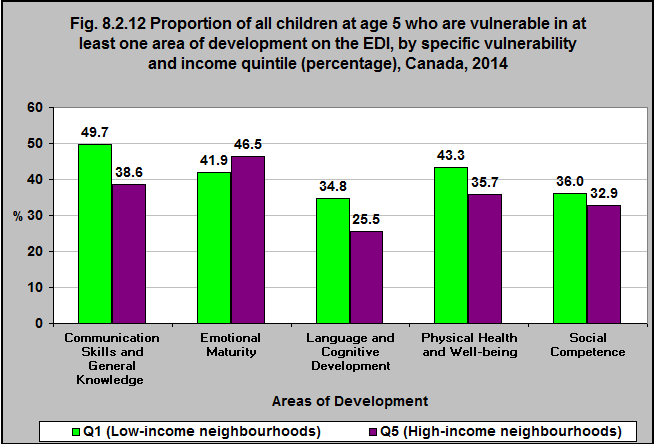 Fig. 8.2.12 Proportion of all children at age 5 who are vulnerable in at
least one area of development on the EDI, by specific vulnerability
and income quintile (percentage), Canada, 2014
60
50
40
30
20
10
0
%
49.7
38.6
41.9
46.5
34.8
25.5
43.3
35.7
36.0
32.9
Communication
Skills and
General
Knowledge
Emotional
Maturity
Language and
Cognitive
Development
Physical Health
and Well-being
Social
Competence
Areas of Development
Q1 (Low-income neighbourhoods)
Q5 (High-income neighbourhoods)